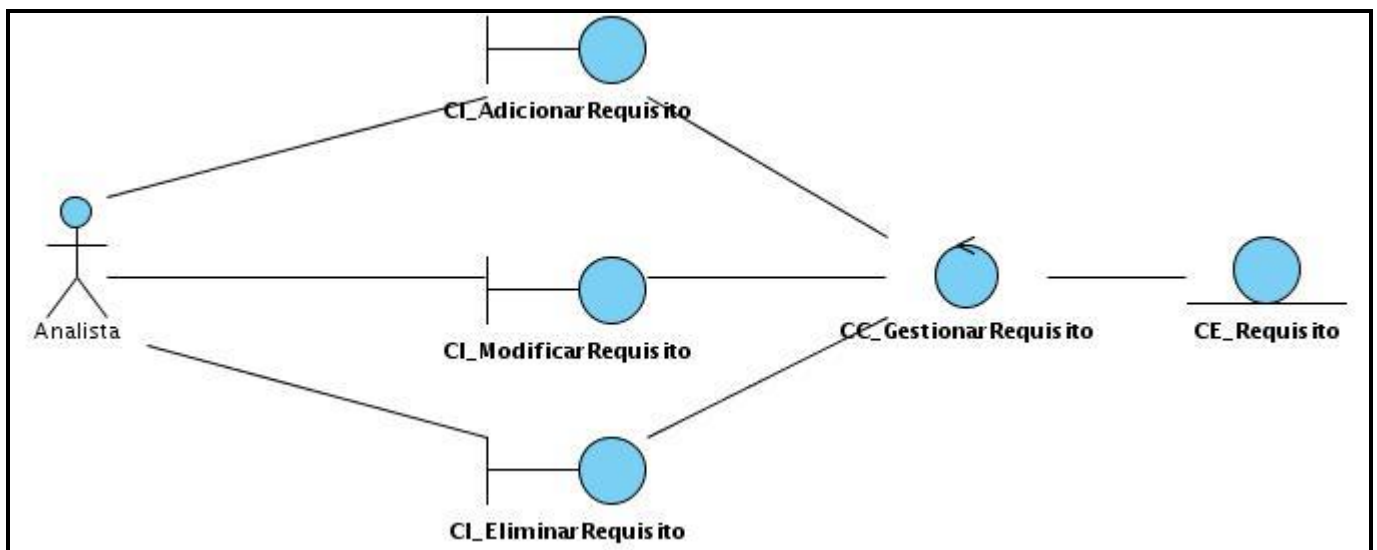 CI_AdicionarRequisito
Analista
CI_ModificarRequisito
CC_GestionarRequisito
CE_Requisito
CI_EliminarRequisito